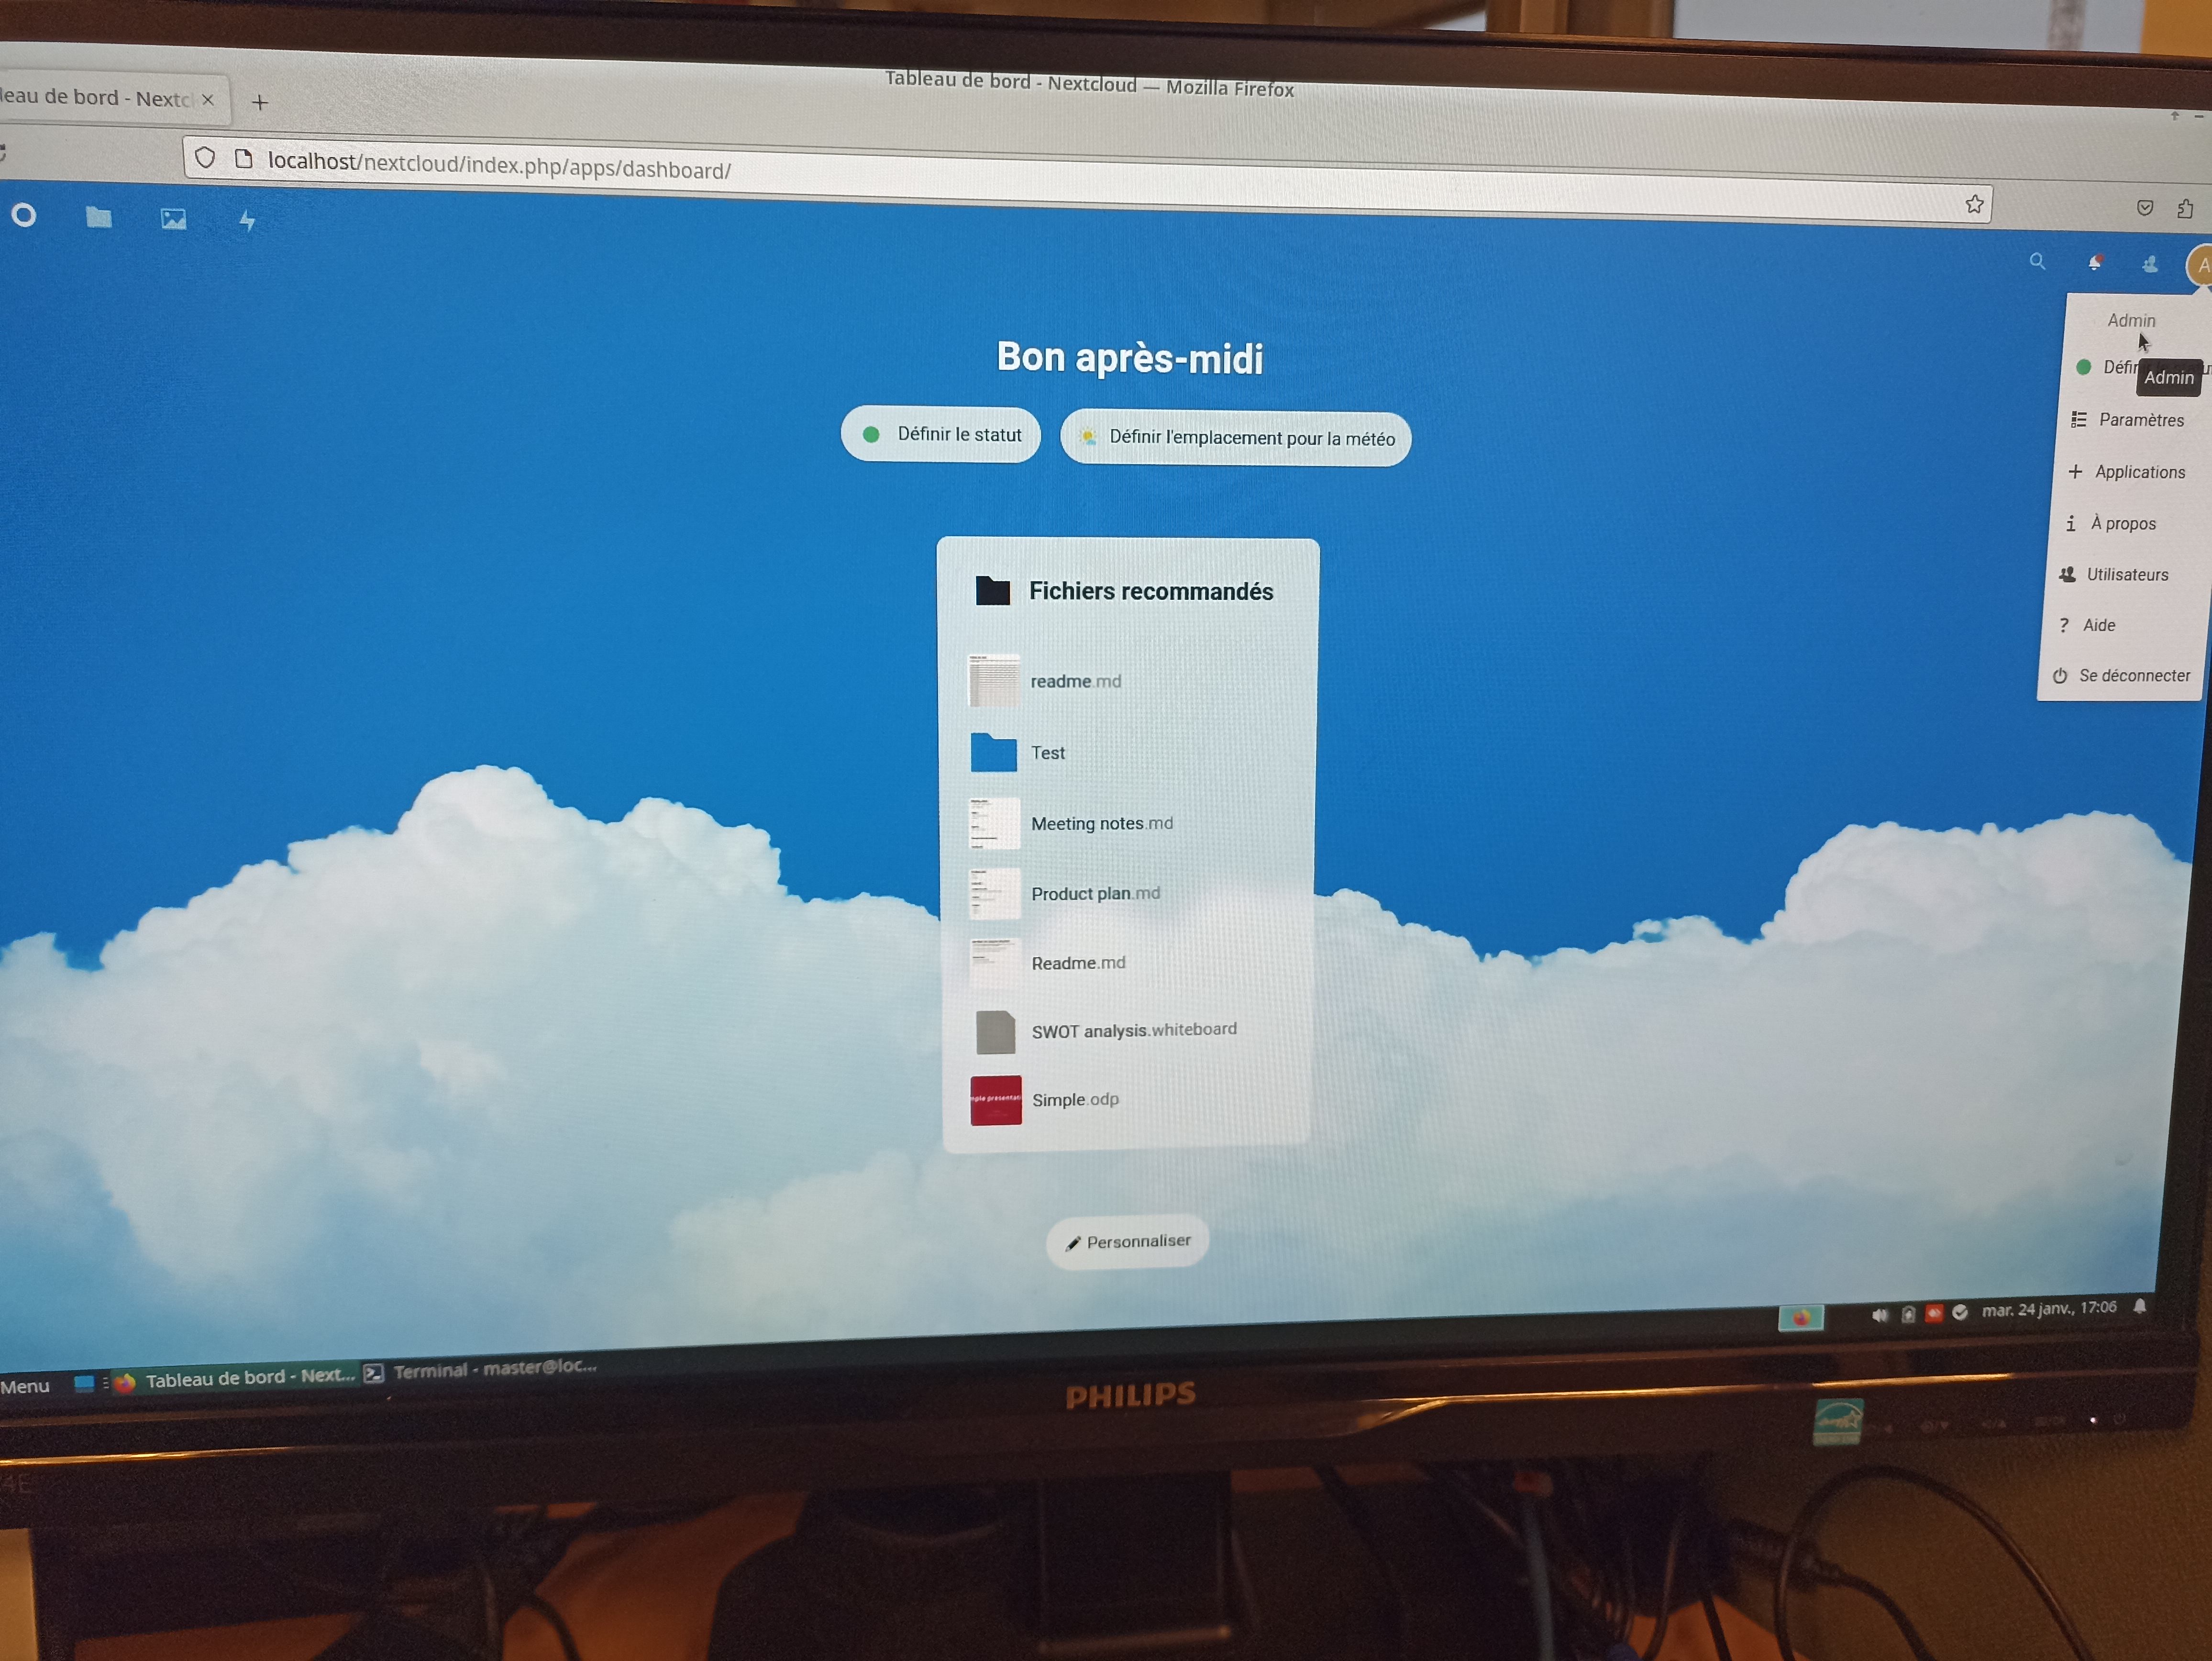 Tableau de bord - Nextcloud — Mozilla Firefox
leau de bord - Nextcl
localhost/nextcloud/index.php/apps/dashboard/
A
Admin
Défin
Admin
Paramètres
Applications
À propos
Utilisateurs
Aide
Se déconnecter
Bon après-midi
Définir le statut
Définir l'emplacement pour la météo
Fichiers recommandés
readme.md
Test
Meeting notes.md
Product plan.md
Readme.md
SWOT analysis.whiteboard
Simple.odp
Personnaliser
Menu
Tableau de bord - Next...
Terminal - master@loc...
mar. 24 janv., 17:06
PHILIPS